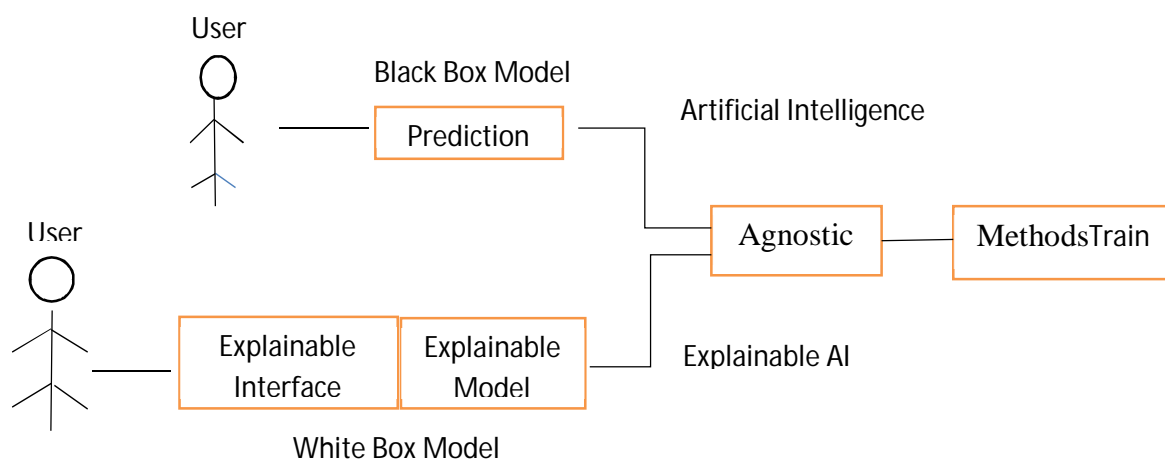 User
Black Box Model
Artificial Intelligence
Prediction
User
Agnostic
MethodsTrain
Explainable
Interface
Explainable
Model
Explainable AI
White Box Model